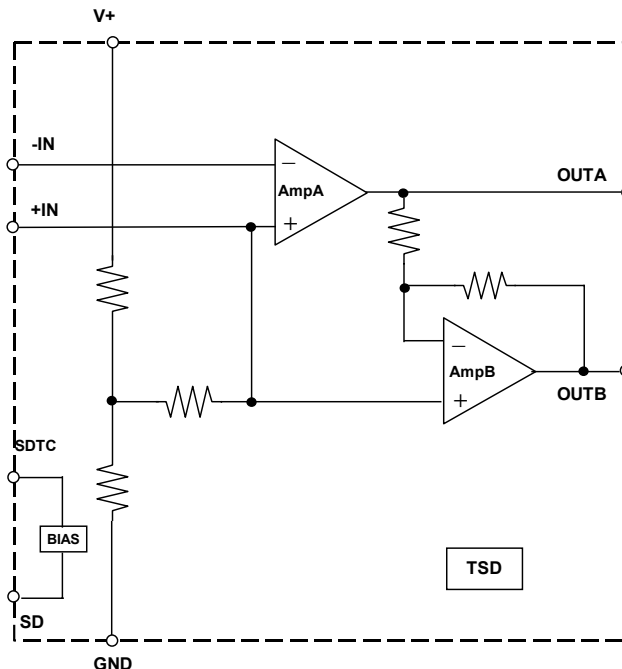 V+
-IN
AmpA
OUTA
+IN
AmpB
OUTB
SDTC
BIAS
TSD
SD
GND